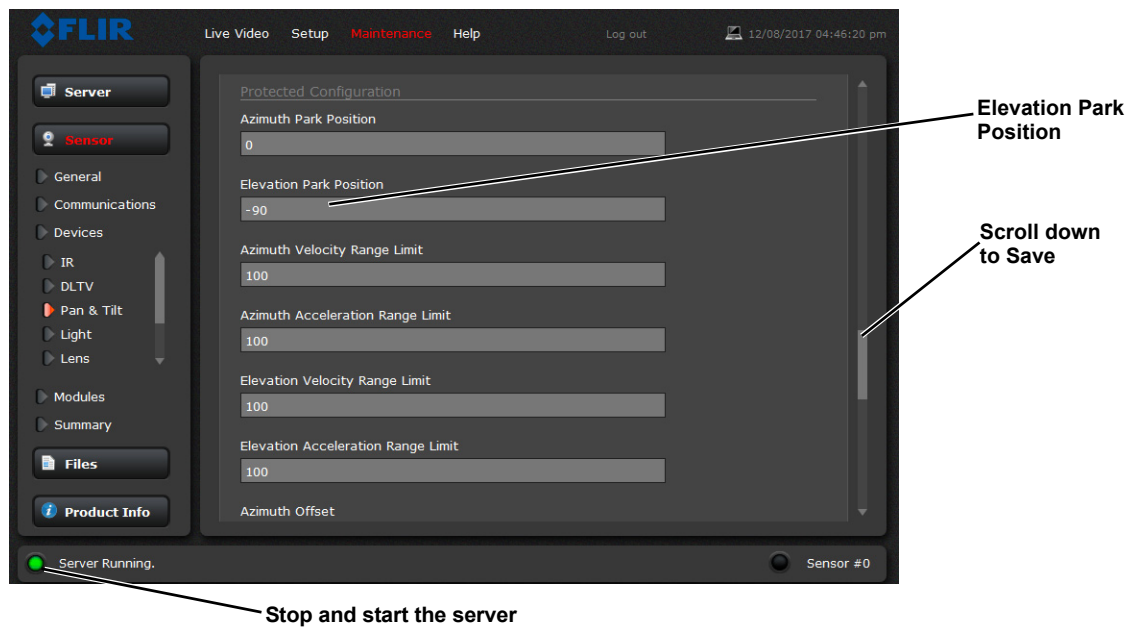 FLIR
Live Video Setup Maintenance Help Log out 12/08/2017 04:46:20 pm
Server
Sensor
General
Communications
Devices
IR
DLTV
Pan & Tilt
Light
Lens
Modules
Summary
Files
Product Info
Protected Configuration
Azimuth Park Position
0
Elevation Park Position
-90
Azimuth Velocity Range Limit
100
Azimuth Acceleration Range Limit
100
Elevation Velocity Range Limit
100
Elevation Acceleration Range Limit
100
Azimuth Offset
Elevation Park
Position
Scroll down
to Save
Server Running.
Sensor #0
Stop and start the server